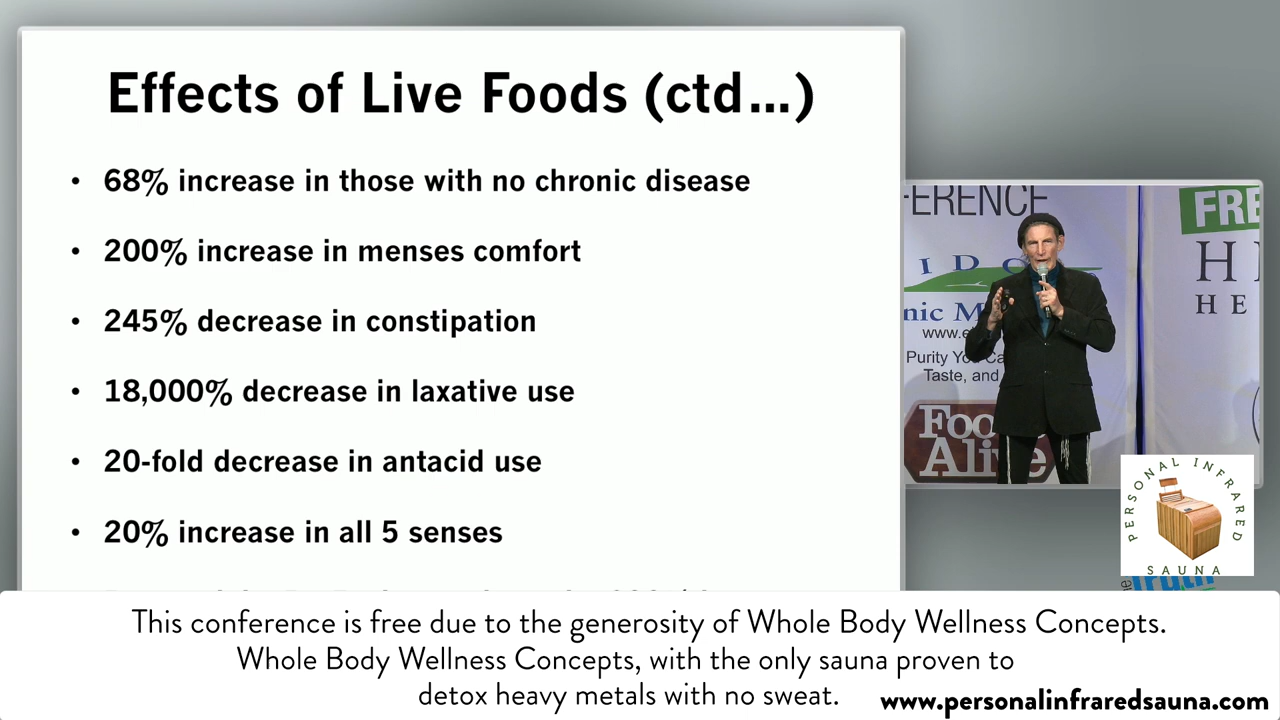 Effects of Live Foods (ctd...)
• 68% increase in those with no chronic disease
• 200% increase in menses comfort
• 245% decrease in constipation
• 18,000% decrease in laxative use
• 20-fold decrease in antacid use
• 20% increase in all 5 senses
FERENCE
FRE
IDO
H
nic M
HE
www.e
Purity Yo Ca
Taste, and
Foo
Alive
PERSONAL INFRARED
SAUNA
Truth
This conference is free due to the generosity of Whole Body Wellness Concepts.
Whole Body Wellness Concepts, with the only sauna proven to
detox heavy metals with no sweat.
www.personalinfraredsauna.com